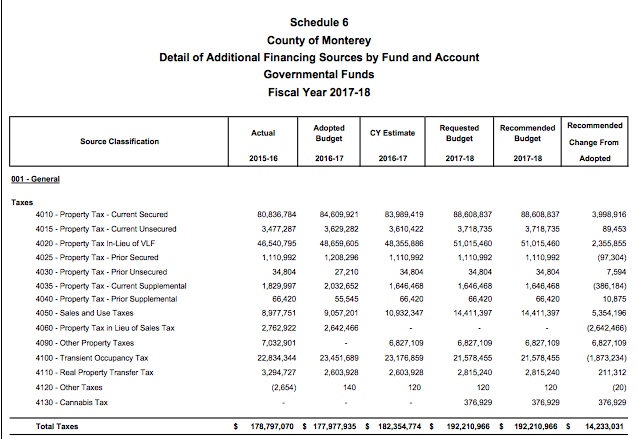 Schedule 6
County of Monterey
Detail of Additional Financing Sources by Fund and Account
Governmental Funds
Fiscal Year 2017-18
Source Classification Actual 2015-16 Adopted Budget 2016-17 CY Estimate 2016-17 Requested Budget 2017-18 Recommended Budget 2017-18 Recommended Change From Adopted
001 - General
Taxes
4010 - Property Tax - Current Secured 80,836,784 84,609,921 83,989,419 88,608,837 88,608,837 3,998,916
4015 - Property Tax - Current Unsecured 3,477,287 3,629,282 3,610,422 3,718,735 3,718,735 89,453
4020 - Property Tax In-Lieu of VLF 46,540,795 48,659,605 48,355,886 51,015,460 51,015,460 2,355,855
4025 - Property Tax - Prior Secured 1,110,992 1,208,296 1,110,992 1,110,992 1,110,992 (97,304)
4030 - Property Tax - Prior Unsecured 34,804 27,210 34,804 34,804 34,804 7,594
4035 - Property Tax - Current Supplemental 1,829,997 2,032,652 1,646,468 1,646,468 1,646,468 (386,184)
4040 - Property Tax - Prior Supplemental 66,420 55,545 66,420 66,420 66,420 10,875
4050 - Sales and Use Taxes 8,977,751 9,057,201 10,932,347 14,411,397 14,411,397 5,354,196
4060 - Property Tax in Lieu of Sales Tax 2,762,922 2,642,466 - - - (2,642,466)
4090 - Other Property Taxes 7,032,901 - 6,827,109 6,827,109 6,827,109 6,827,109
4100 - Transient Occupancy Tax 22,834,344 23,451,689 23,176,859 21,578,455 21,578,455 (1,873,234)
4110 - Real Property Transfer Tax 3,294,727 2,603,928 2,603,928 2,815,240 2,815,240 211,312
4120 - Other Taxes (2,654) 140 120 120 120 (20)
4130 - Cannabis Tax - - - 376,929 376,929 376,929
Total Taxes $ 178,797,070 $ 177,977,935 $ 182,354,774 $ 192,210,966 $ 192,210,966 $ 14,233,031